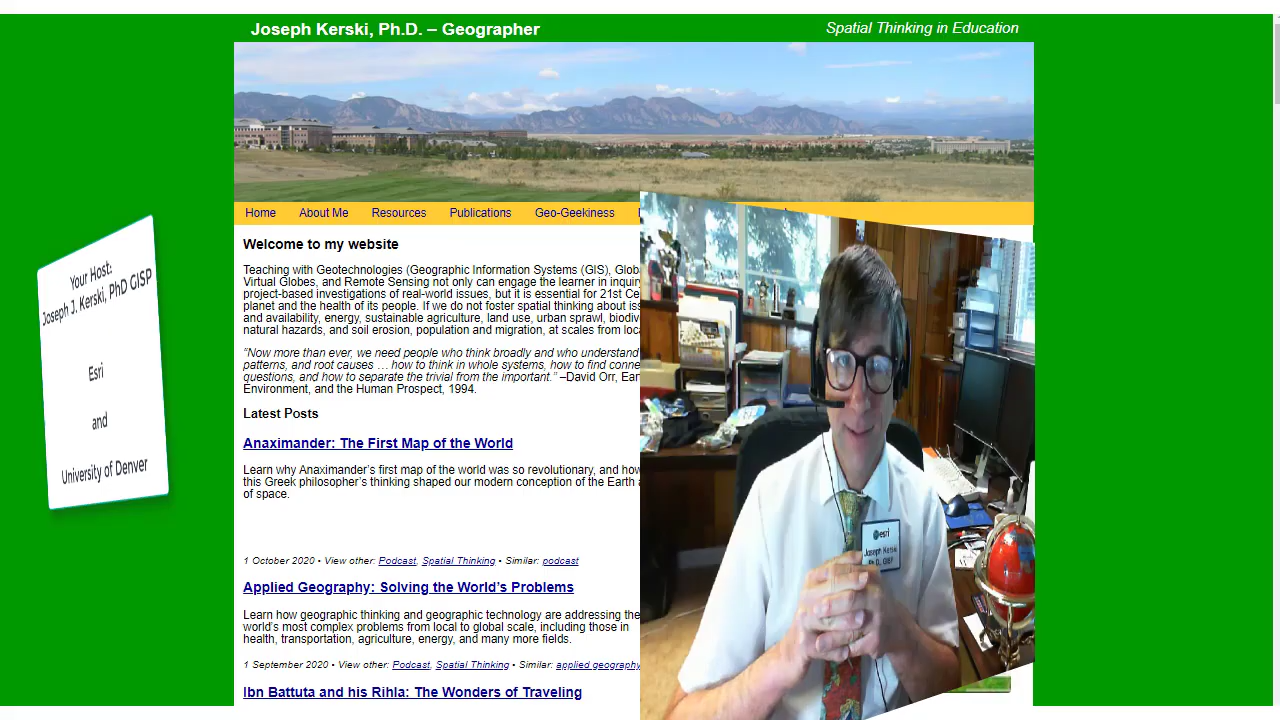 Joseph Kerski, Ph.D. – Geographer
Spatial Thinking in Education
Home
About Me
Resources
Publications
Geo-Geekiness
Your Host:
Joseph J. Kerski, PhD GISP
Esri
and
University of Denver
Welcome to my website
Teaching with Geotechnologies (Geographic Information Systems (GIS),
Virtual Globes, and Remote Sensing not only can engage the learner in
project-based investigations of real-world issues, but it is essential for 21st
planet and the health of its people. If we do not foster spatial thinking about
and availability, energy, sustainable agriculture, land use, urban sprawl,
natural hazards, and soil erosion, population and migration, at scales from
“Now more than ever, we need people who think broadly and who understand
patterns, and root causes … how to think in whole systems, how to find
questions, and how to separate the trivial from the important.” –David Orr,
Environment, and the Human Prospect, 1994.
Latest Posts
Anaximander: The First Map of the World
Learn why Anaximander’s first map of the world was so revolutionary, and how
this Greek philosopher’s thinking shaped our modern conception of the Earth
of space.
1 October 2020 • View other: Podcast, Spatial Thinking • Similar: podcast
Applied Geography: Solving the World’s Problems
Learn how geographic thinking and geographic technology are addressing the
world’s most complex problems from local to global scale, including those in
health, transportation, agriculture, energy, and many more fields.
1 September 2020 • View other: Podcast, Spatial Thinking • Similar: applied geography
Ibn Battuta and his Rihla: The Wonders of Traveling
esri
Joseph Kerski
Ph.D., GISP